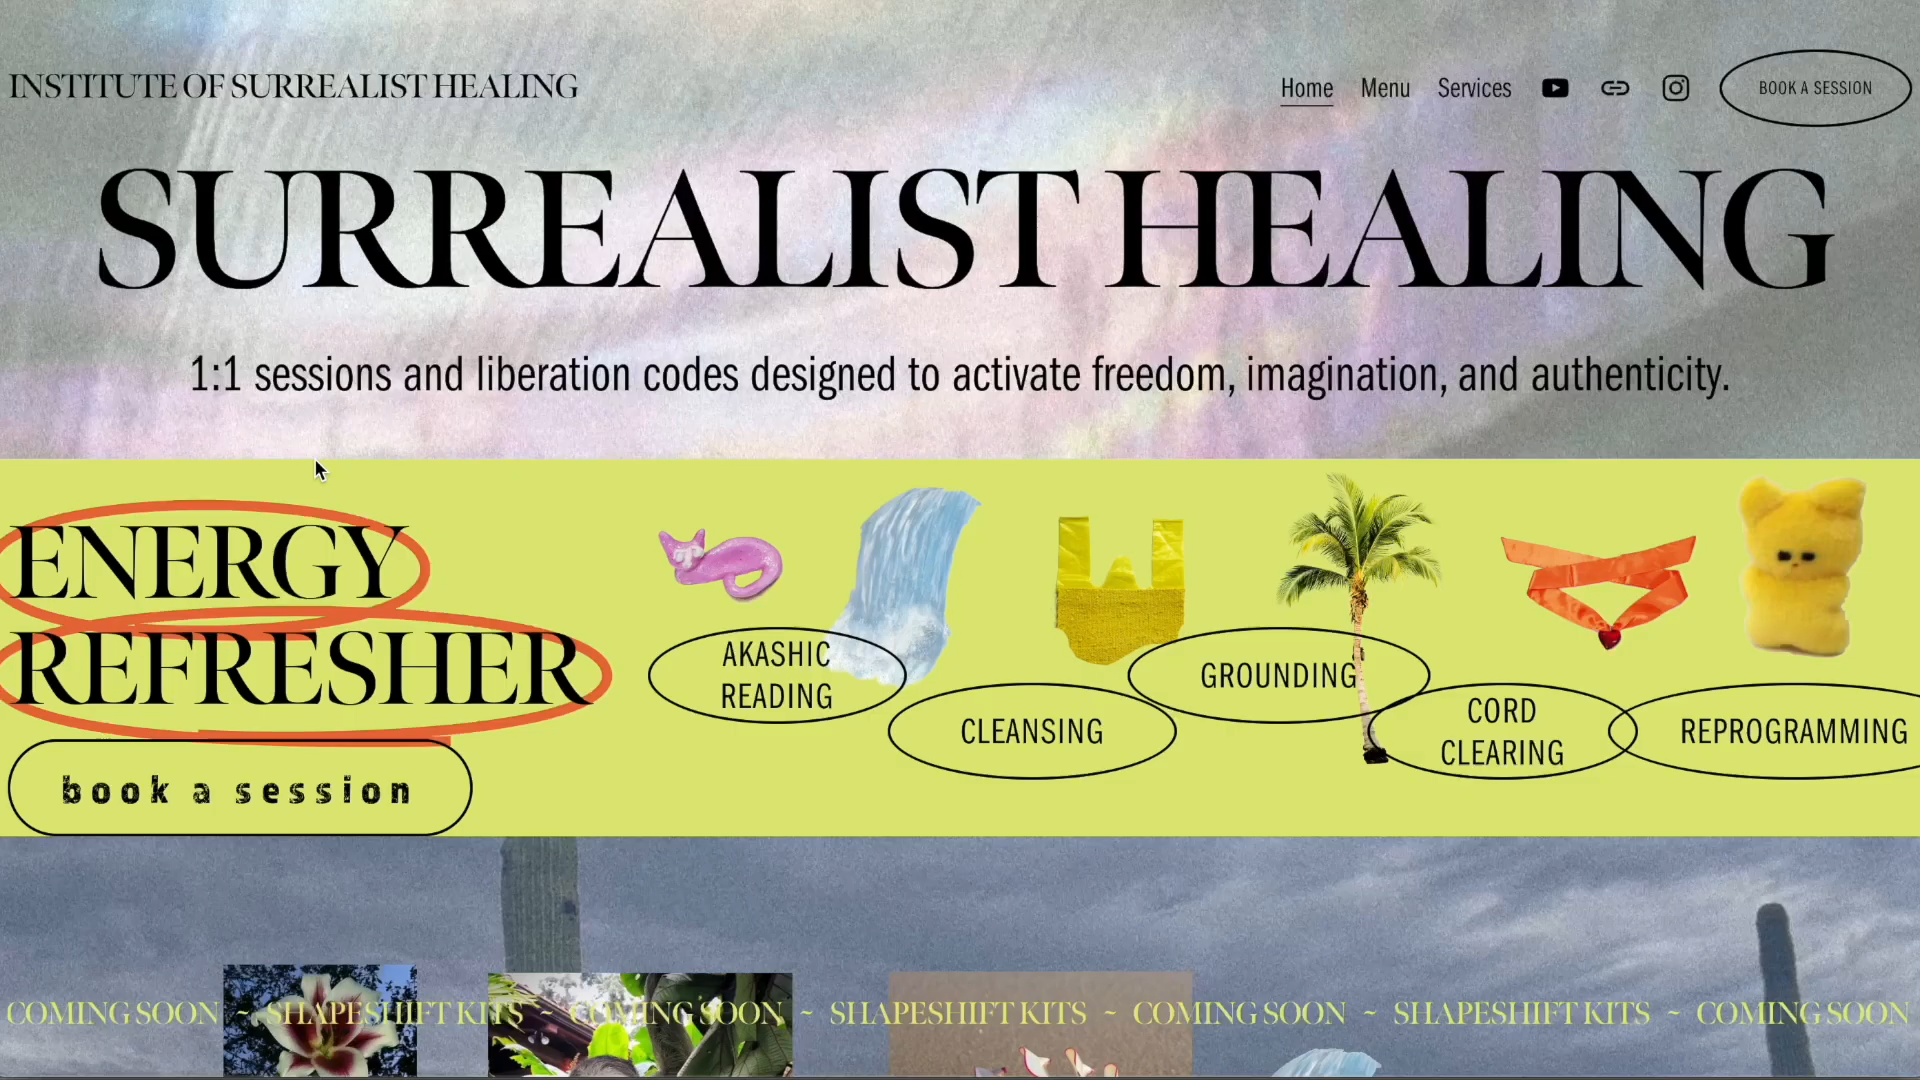 INSTITUTE OF SURREALIST HEALING
Home Menu Services BOOK A SESSION
SURREALIST HEALING
1:1 sessions and liberation codes designed to activate freedom, imagination, and authenticity.
ENERGY
REFRESHER
book a session
AKASHIC
READING
CLEANSING
GROUNDING
CORD
CLEARING
REPROGRAMMING
COMING SOON ~ SHAPESHIFT KITS ~ COMING SOON ~ SHAPESHIFT KITS ~ COMING SOON ~ SHAPESHIFT KITS ~ COMING SOON